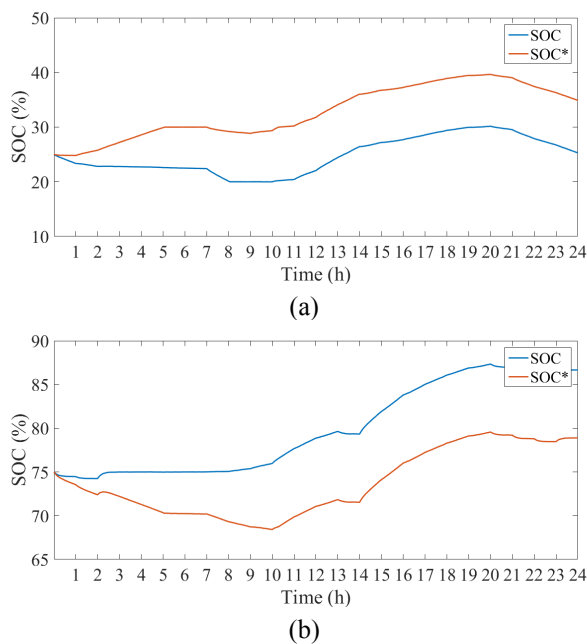 50
SOC
SOC*
40
SOC (%)
30
20
10
1 2 3 4 5 6 7 8 9 10 11 12 13 14 15 16 17 18 19 20 21 22 23 24
Time (h)
(a)
90
SOC
SOC*
85
80
SOC (%)
75
70
65
1 2 3 4 5 6 7 8 9 10 11 12 13 14 15 16 17 18 19 20 21 22 23 24
Time (h)
(b)